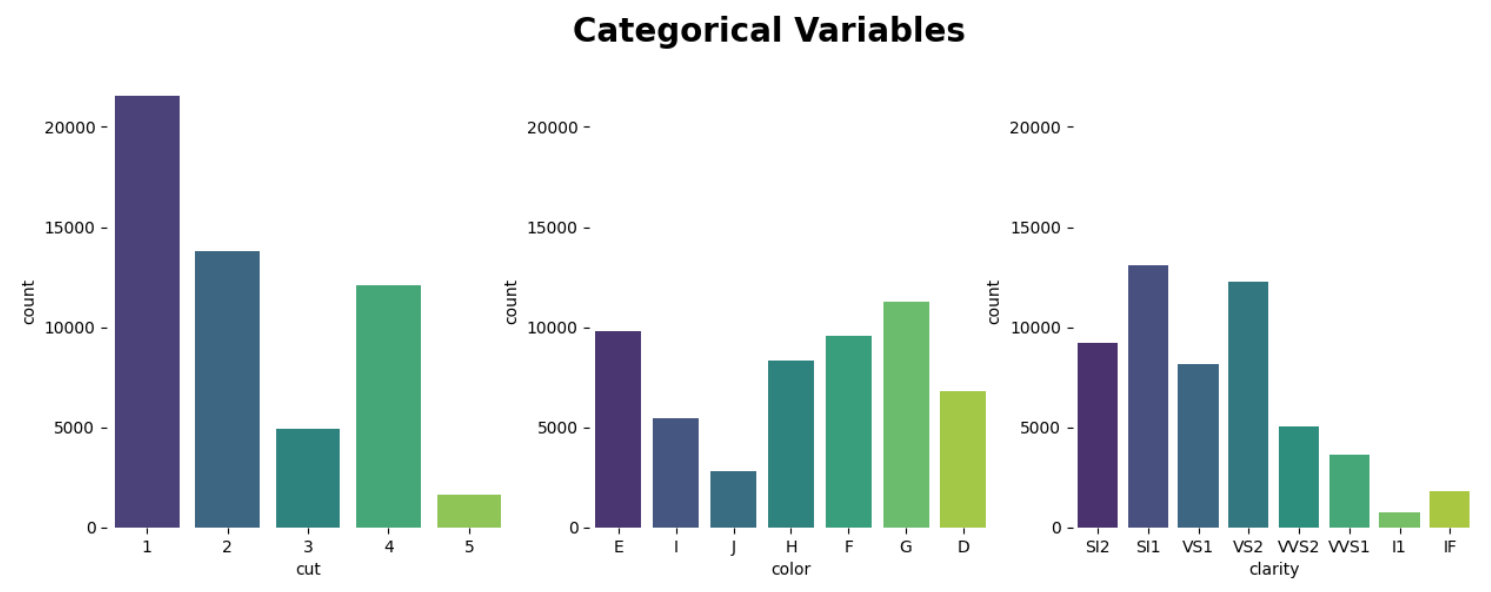 Categorical Variables
20000
15000
10000
5000
0
count
1 2 3 4 5
cut
20000
15000
10000
5000
0
count
E I J H F G D
color
20000
15000
10000
5000
0
count
SI2 SI1 VS1 VS2 VVS2 VVS1 I1 IF
clarity